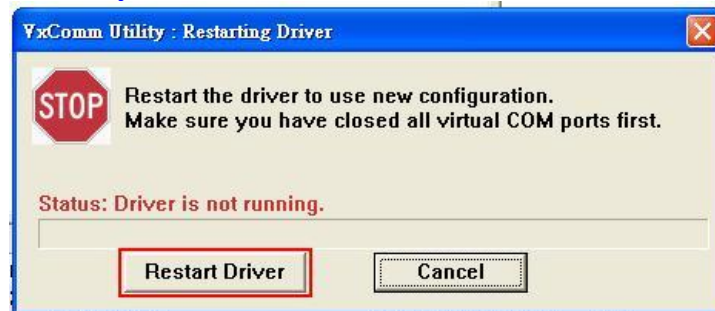 VxComm Utility : Restarting Driver
STOP
Restart the driver to use new configuration.
Make sure you have closed all virtual COM ports first.
Status: Driver is not running.
Restart Driver
Cancel